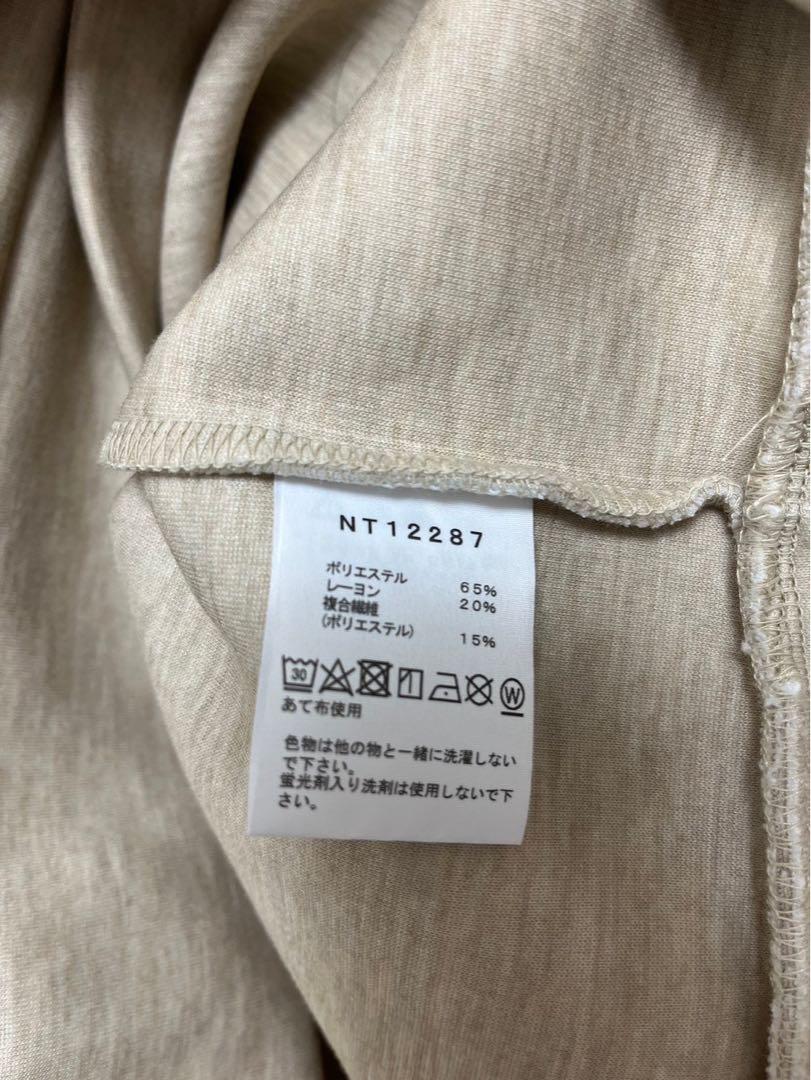 NT12287
ポリエステル 65%
レーヨン 20%
複合繊維
(ポリエステル) 15%
30 W
あて布使用
色物は他の物と一緒に洗濯しない
で下さい。
蛍光剤入り洗剤は使用しないで下
さい。